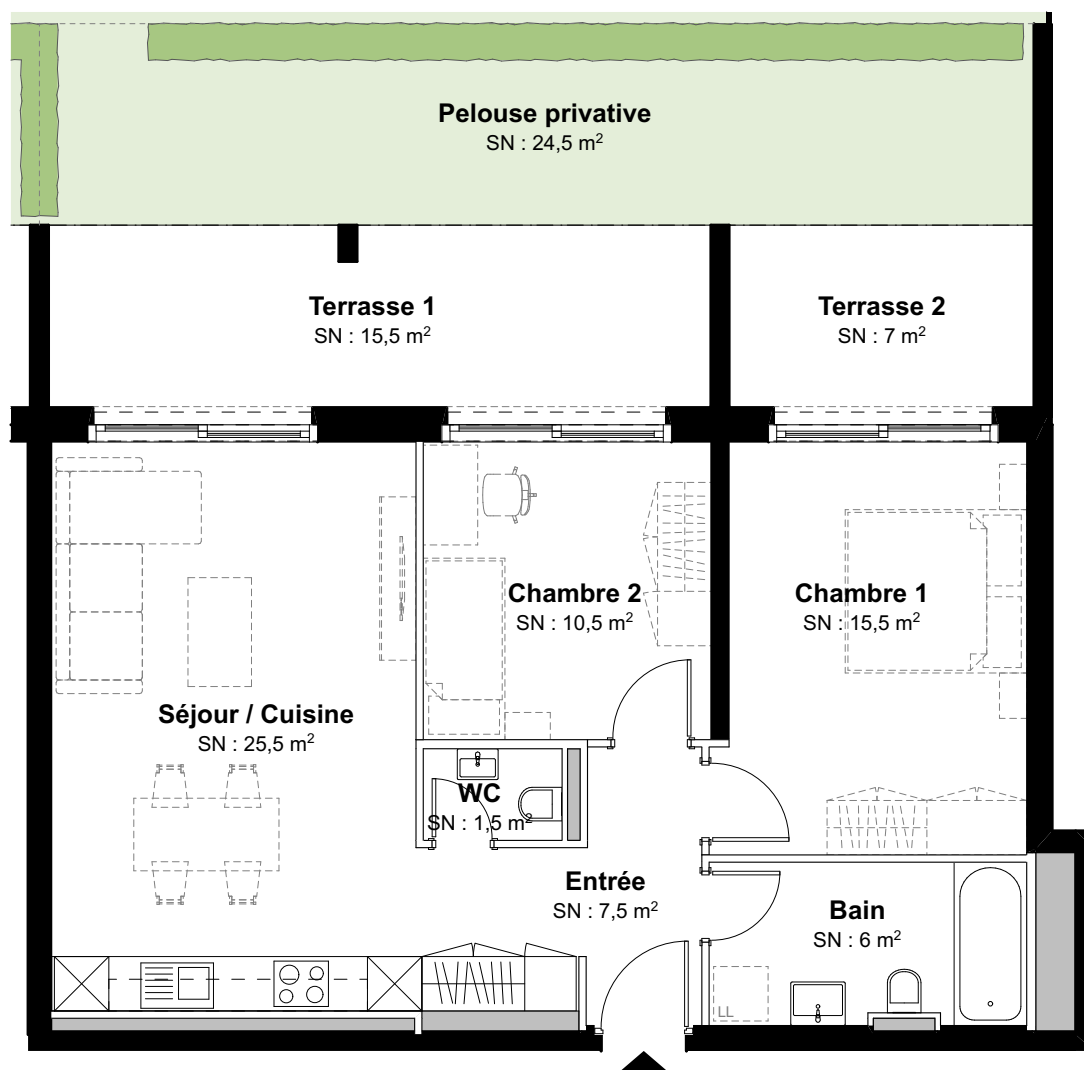 Pelouse privative
SN : 24,5 m²
Terrasse 1
SN : 15,5 m²
Terrasse 2
SN : 7 m²
Chambre 2
SN : 10,5 m²
Chambre 1
SN : 15,5 m²
Séjour / Cuisine
SN : 25,5 m²
WC
SN : 1,5 m²
Entrée
SN : 7,5 m²
Bain
SN : 6 m²
LL